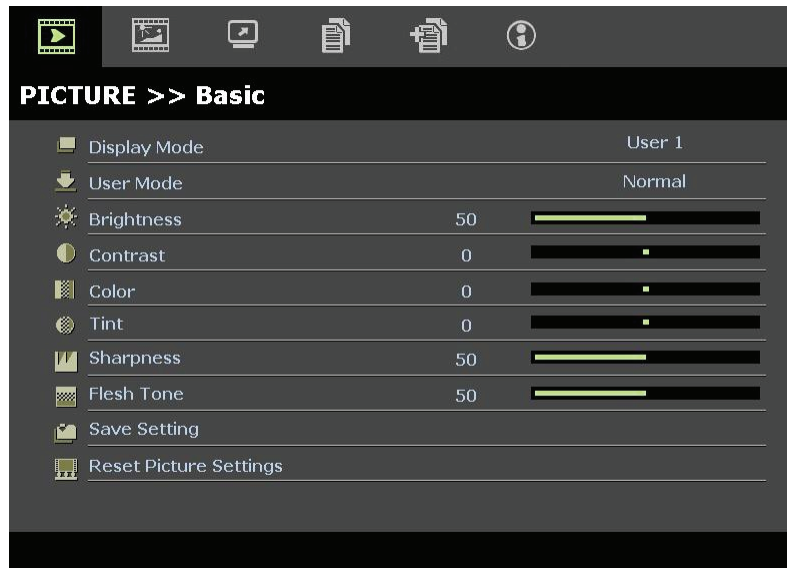 PICTURE >> Basic
Display Mode User 1
User Mode Normal
Brightness 50
Contrast 0
Color 0
Tint 0
Sharpness 50
Flesh Tone 50
Save Setting
Reset Picture Settings